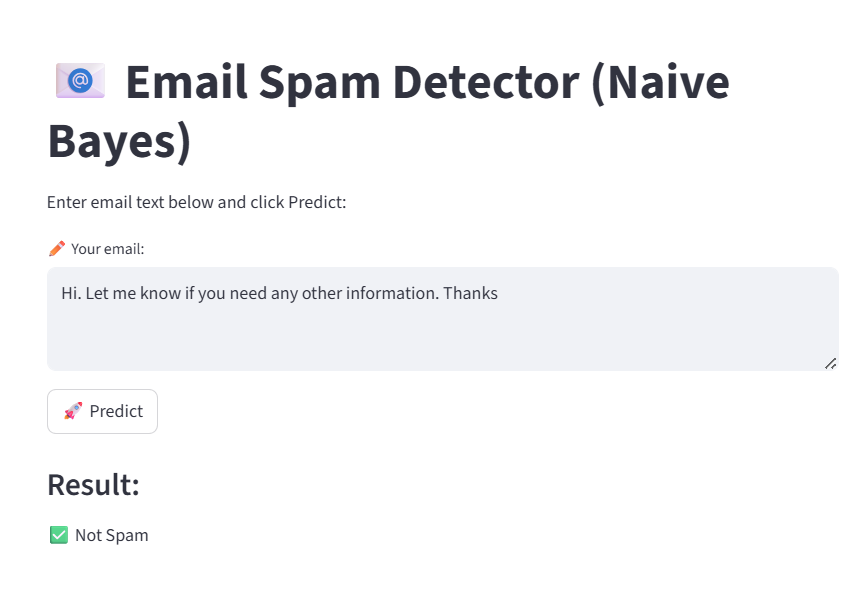 📧 Email Spam Detector (Naive
Bayes)
Enter email text below and click Predict:
✏️ Your email:
Hi. Let me know if you need any other information. Thanks
🚀 Predict
Result:
✅ Not Spam